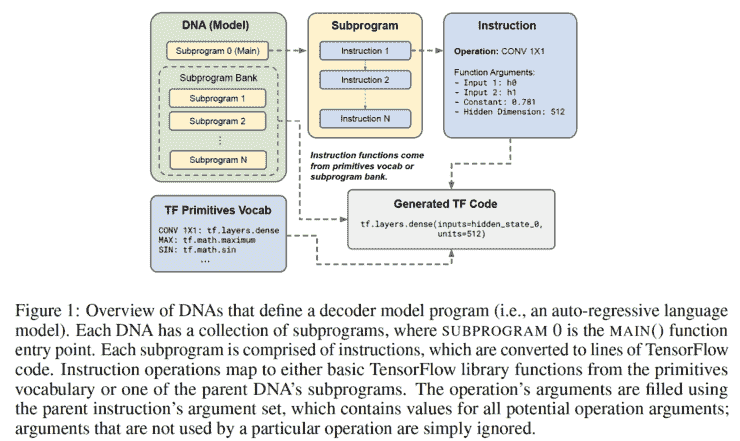 DNA (Model)
Subprogram 0 (Main)
Subprogram Bank
Subprogram 1
Subprogram 2
⋮
Subprogram N
Subprogram
Instruction 1
Instruction 2
Instruction N
Instruction functions come
from primitives vocab or
subprogram bank.
Instruction
Operation: CONV 1X1
Function Arguments:
- Input 1: h0
- Input 2: h1
- Constant: 0.781
- Hidden Dimension: 512
TF Primitives Vocab
CONV 1X1: tf.layers.dense
MAX: tf.math.maximum
SIN: tf.math.sin
...
Generated TF Code
tf.layers.dense(inputs=hidden_state_0,
units=512)
Figure 1: Overview of DNAs that define a decoder model program (i.e., an auto-regressive language
model). Each DNA has a collection of subprograms, where SUBPROGRAM 0 is the MAIN() function
entry point. Each subprogram is comprised of instructions, which are converted to lines of TensorFlow
code. Instruction operations map to either basic TensorFlow library functions from the primitives
vocabulary or one of the parent DNA's subprograms. The operation's arguments are filled using
the parent instruction's argument set, which contains values for all potential operation arguments;
arguments that are not used by a particular operation are simply ignored.